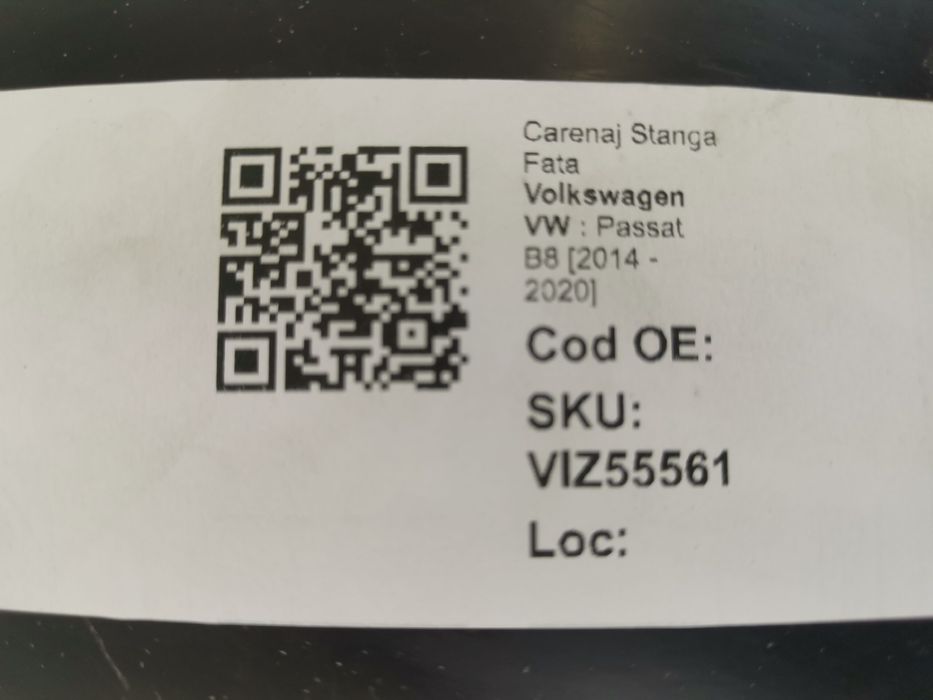 Carenaj Stanga
Fata
Volkswagen
VW : Passat
B8 [2014 -
2020]
Cod OE:
SKU:
VIZ55561
Loc: